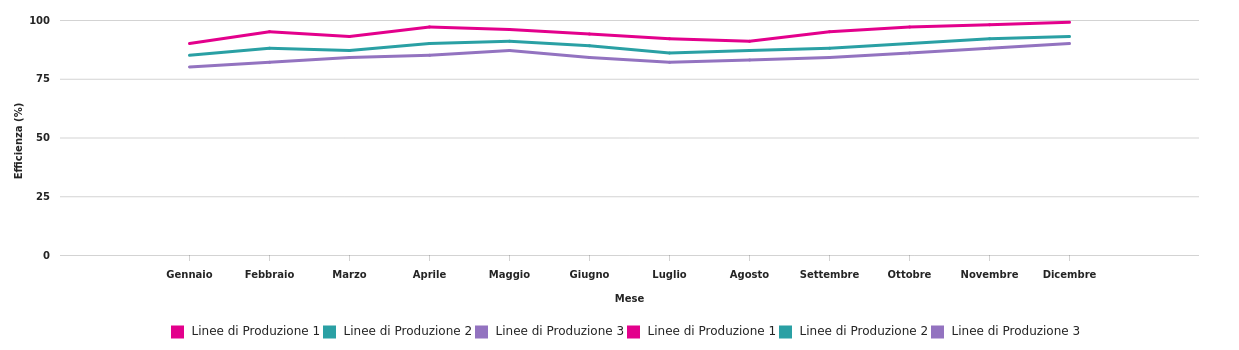 100
75
50
25
0
Efficienza (%)
Gennaio Febbraio Marzo Aprile Maggio Giugno Luglio Agosto Settembre Ottobre Novembre Dicembre
Mese
Linee di Produzione 1 Linee di Produzione 2 Linee di Produzione 3 Linee di Produzione 1 Linee di Produzione 2 Linee di Produzione 3